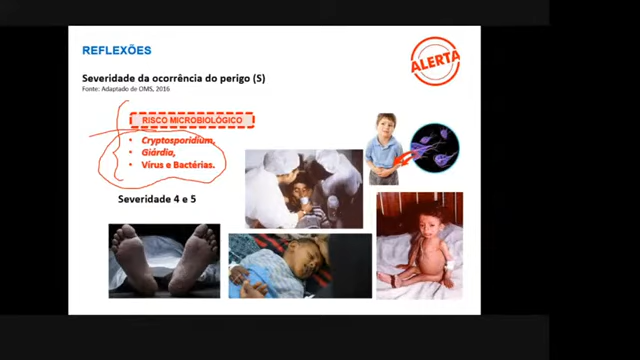 REFLEXÕES
ALERTA
Severidade da ocorrência do perigo (S)
Fonte: Adaptado de OMS, 2016
RISCO MICROBIOLÓGICO
• Cryptosporidium,
• Giárdia,
• Vírus e Bactérias.
Severidade 4 e 5